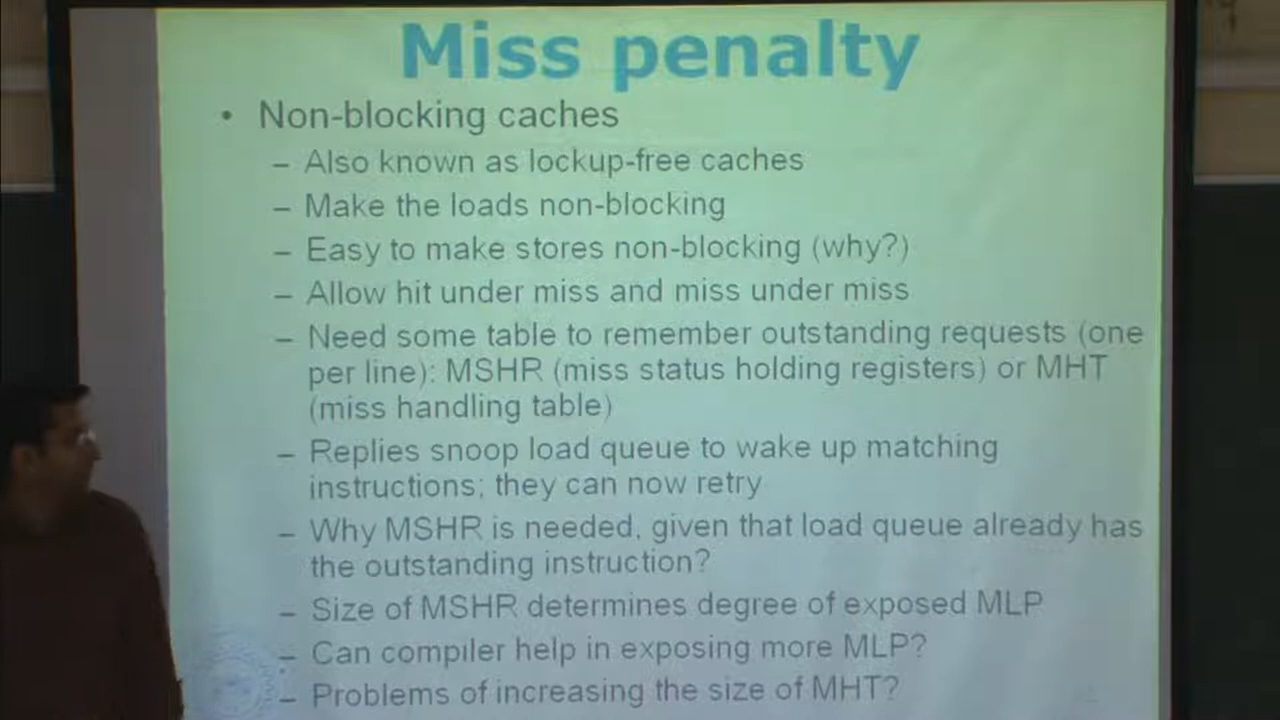 Miss penalty
• Non-blocking caches
– Also known as lockup-free caches
– Make the loads non-blocking
– Easy to make stores non-blocking (why?)
– Allow hit under miss and miss under miss
– Need some table to remember outstanding requests (one
per line): MSHR (miss status holding registers) or MHT
(miss handling table)
– Replies snoop load queue to wake up matching
instructions; they can now retry
– Why MSHR is needed, given that load queue already has
the outstanding instruction?
– Size of MSHR determines degree of exposed MLP
– Can compiler help in exposing more MLP?
– Problems of increasing the size of MHT?